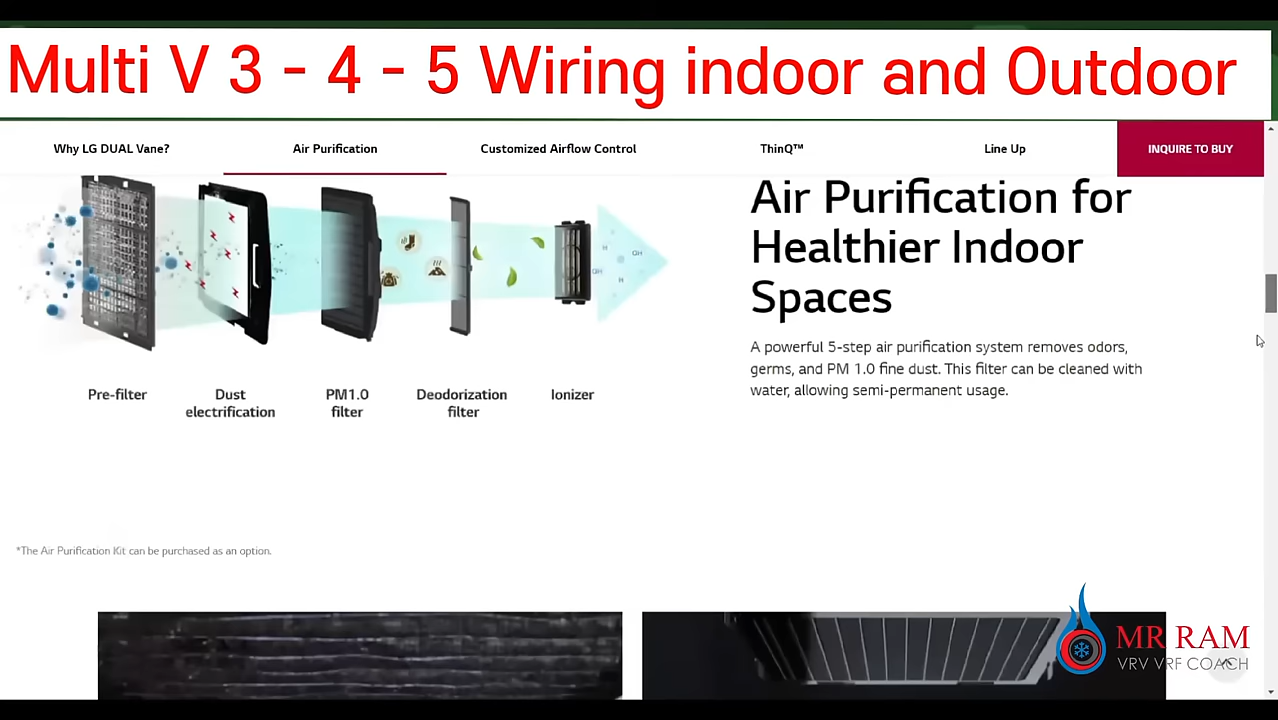 Multi V 3 - 4 - 5 Wiring indoor and Outdoor
Why LG DUAL Vane?
Air Purification
Customized Airflow Control
ThinQ™
Line Up
INQUIRE TO BUY
H
OH
OH
H
Pre-filter
Dust
electrification
PM1.0
filter
Deodorization
filter
Ionizer
Air Purification for
Healthier Indoor
Spaces
A powerful 5-step air purification system removes odors,
germs, and PM 1.0 fine dust. This filter can be cleaned with
water, allowing semi-permanent usage.
*The Air Purification Kit can be purchased as an option.
MR RAM
VRV VRF COACH